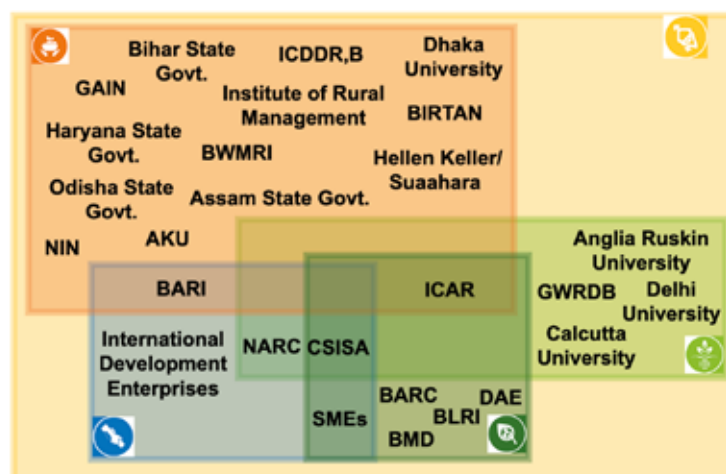 Bihar State
Govt.
ICDDR,B
Dhaka
University
GAIN
Institute of Rural
Management
BIRTAN
Haryana State
Govt.
BWMRI
Hellen Keller/
Suaahara
Odisha State
Govt.
Assam State Govt.
NIN
AKU
Anglia Ruskin
University
BARI
ICAR
GWRDB
Delhi
University
International
Development
Enterprises
NARC
CSISA
Calcutta
University
SMEs
BARC
DAE
BLRI
BMD